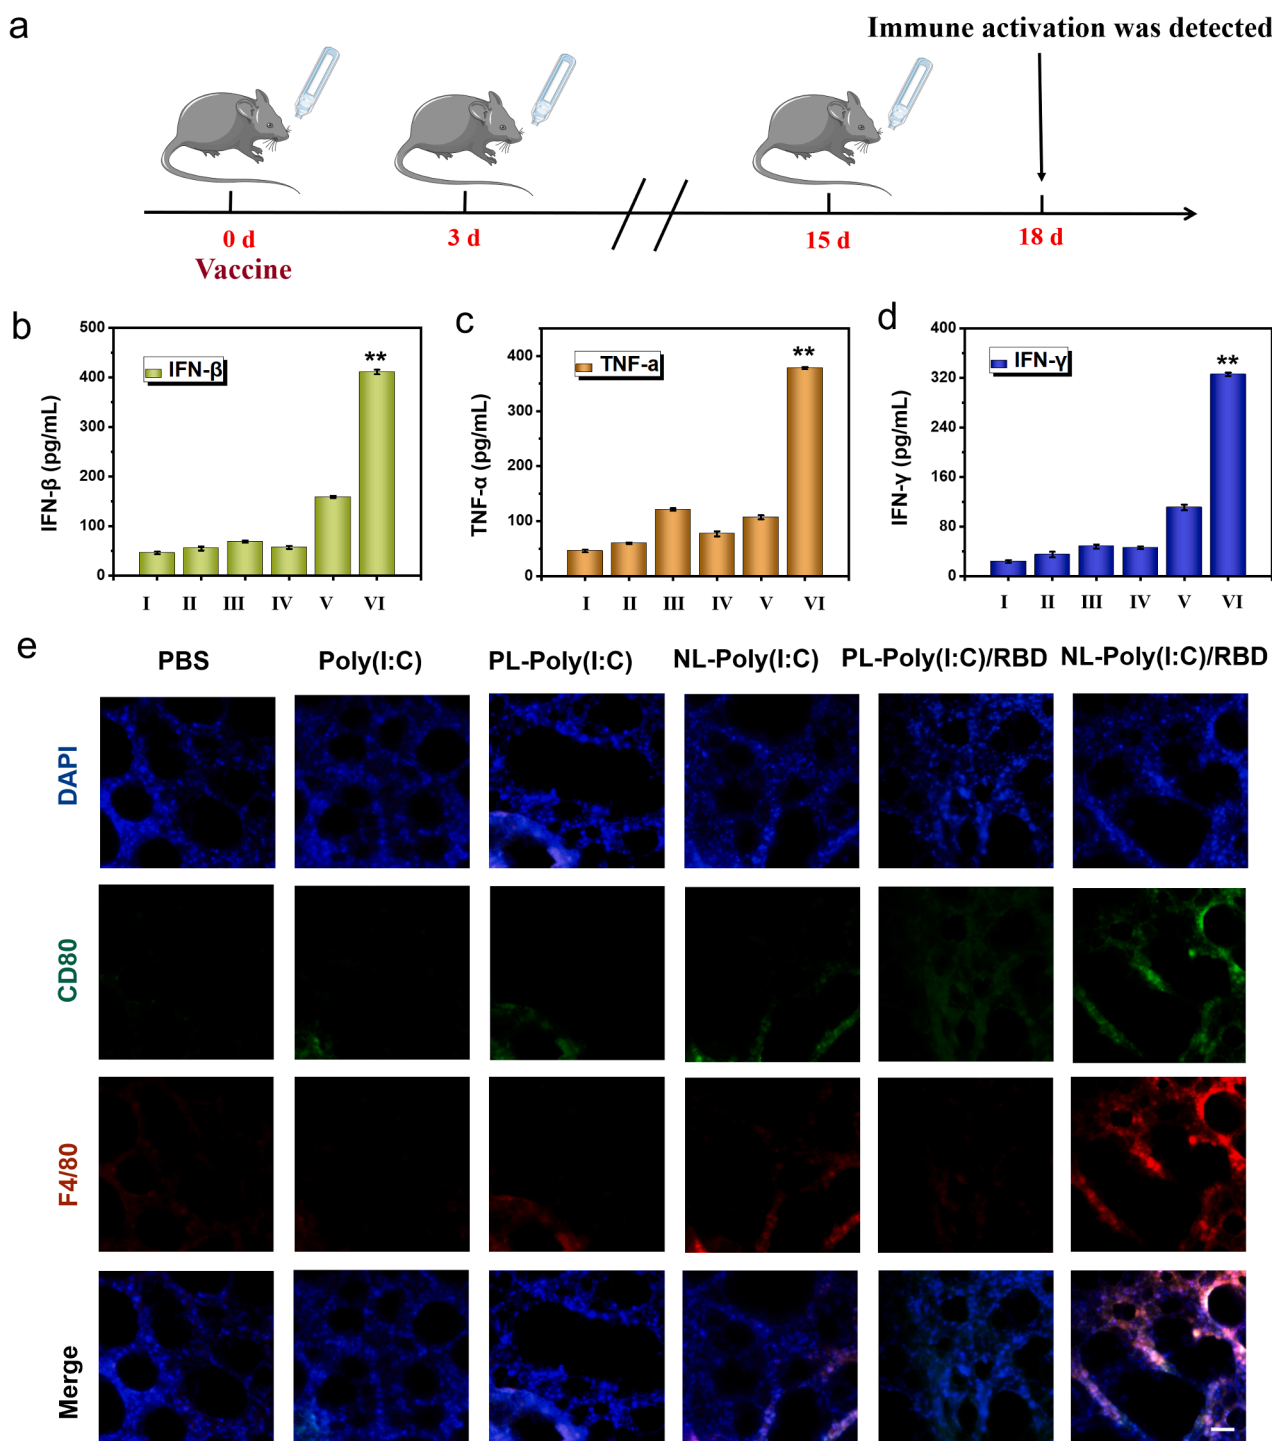 a
Immune activation was detected
0 d
3 d
15 d
18 d
Vaccine
b
500
400
300
200
100
0
IFN-β (pg/mL)
IFN-β
**
I II III IV V VI
c
400
300
200
100
0
TNF-α (pg/mL)
TNF-a
**
I II III IV V VI
d
400
320
240
160
80
0
IFN-γ (pg/mL)
IFN-γ
**
I II III IV V VI
e
PBS Poly(I:C) PL-Poly(I:C) NL-Poly(I:C) PL-Poly(I:C)/RBD NL-Poly(I:C)/RBD
DAPI
CD80
F4/80
Merge